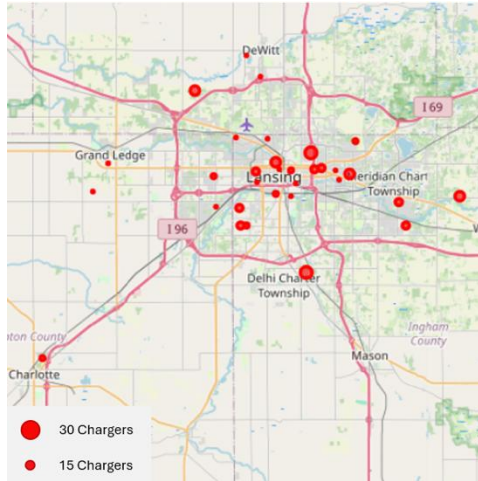 DeWitt
I 69
Grand Ledge
Lansing
eridian Chart
Township
I 96
W
Delhi Charter
Township
nton County
Ingham
County
Mason
Charlotte
30 Chargers
15 Chargers